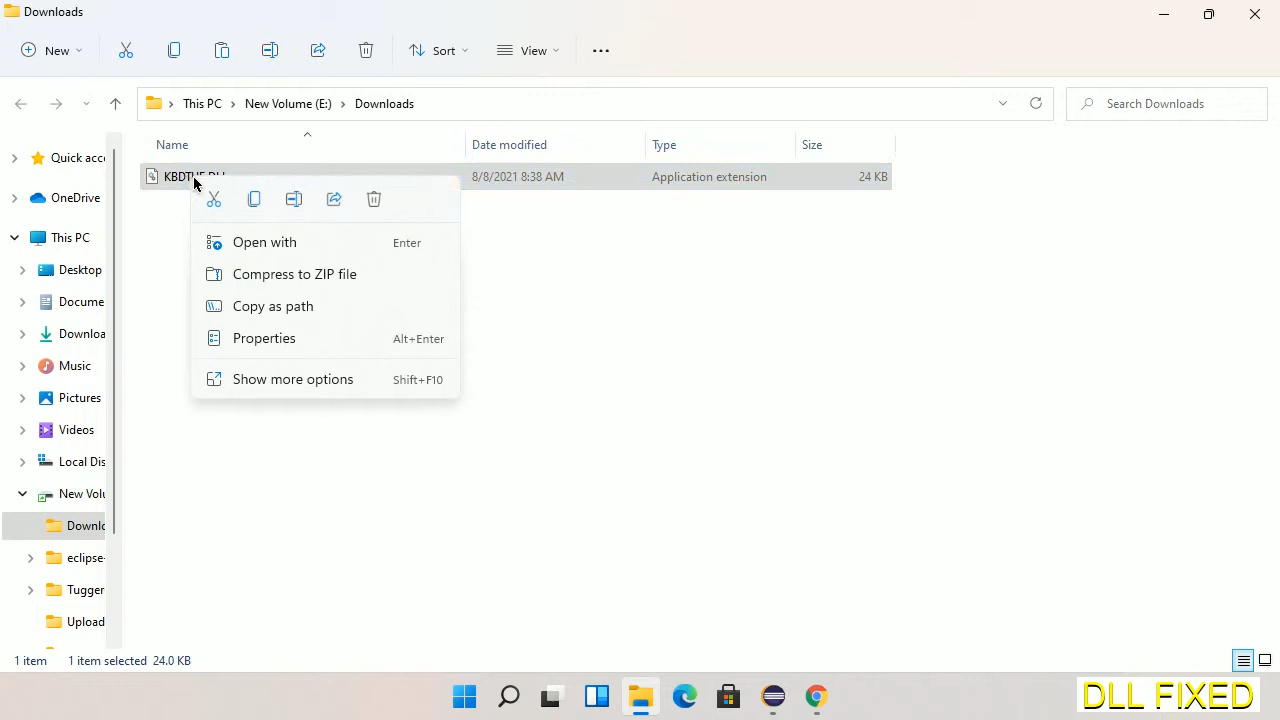 Downloads
New
Sort
View
This PC
New Volume (E:)
Downloads
Search Downloads
Name
Date modified
Type
Size
8/8/2021 8:38 AM
Application extension
24 KB
Open with
Enter
Compress to ZIP file
Copy as path
Properties
Alt+Enter
Show more options
Shift+F10
Quick acc
OneDrive
This PC
Desktop
Docume
Downloa
Music
Pictures
Videos
Local Dis
New Volu
Downlo
eclipse-
Tugger
Upload
1 item
1 item selected
24.0 KB
DLL FIXED